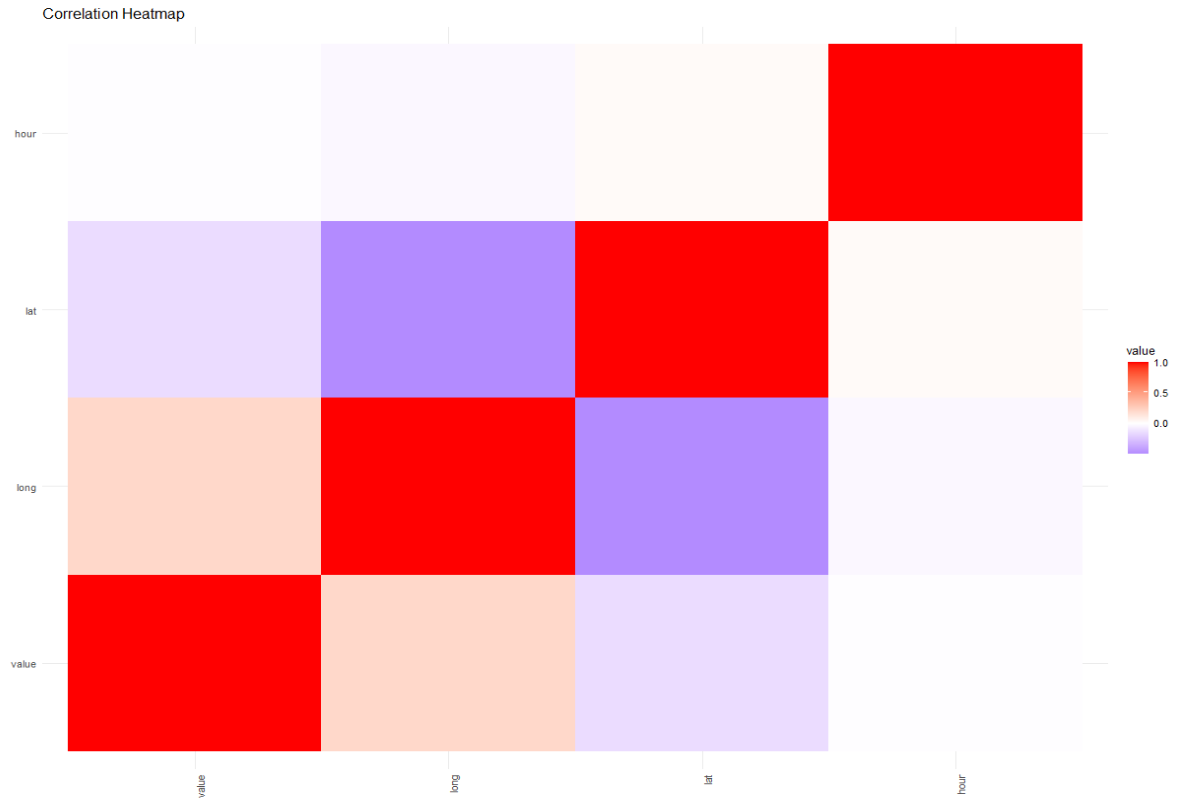 Correlation Heatmap
hour
lat
long
value
value
1.0
0.5
0.0
value
long
lat
hour